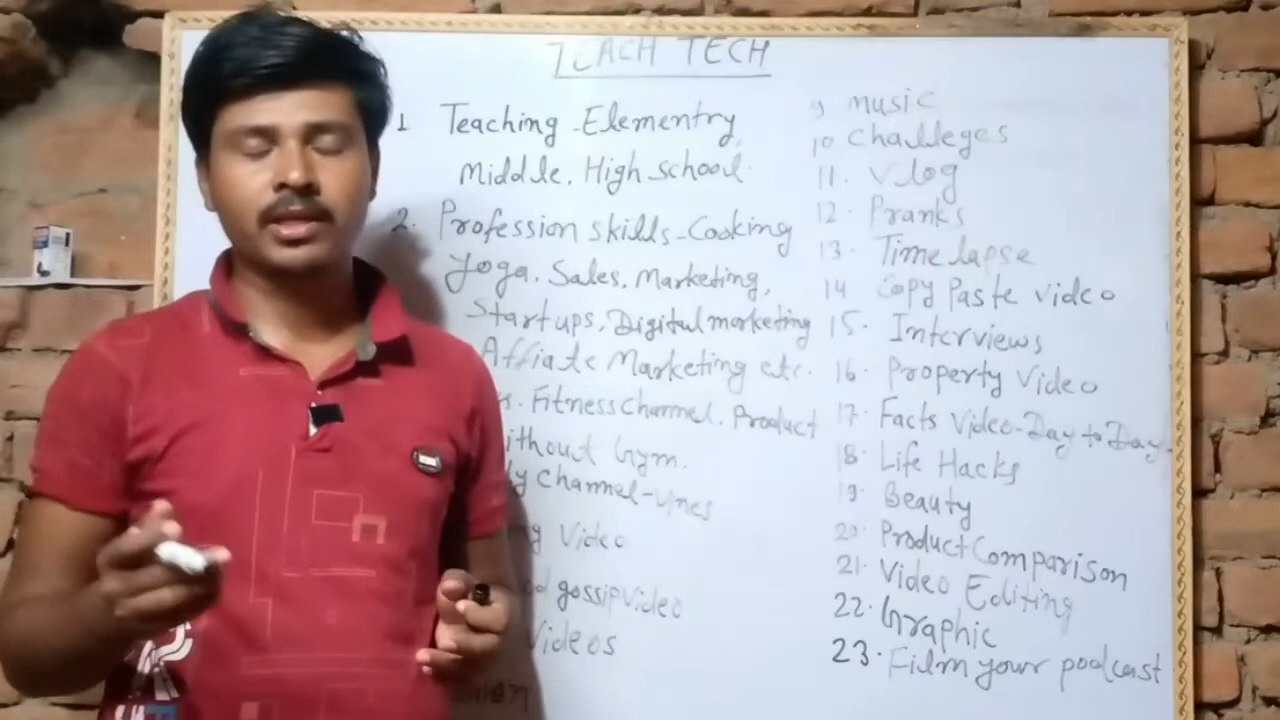 TEACH TECH
1 Teaching - Elementry,
Middle, High school.
2. Profession skills - Cooking
Yoga, Sales, Marketing,
Startups, Digital marketing
Affiate Marketing etc.
Fitness Channel, Product
ithout Gym.
Channel - Vines
Video
gossip Video
Videos
9 music
10 challeges
11. Vlog
12. Pranks
13. Time lapse
14 Copy Paste video
15. Interviews
16. Property Video
17. Facts Video - Day to Day.
18. Life Hacks
19. Beauty
20. Product Comparison
21. Video Editing
22. Graphic
23. Film your podcast